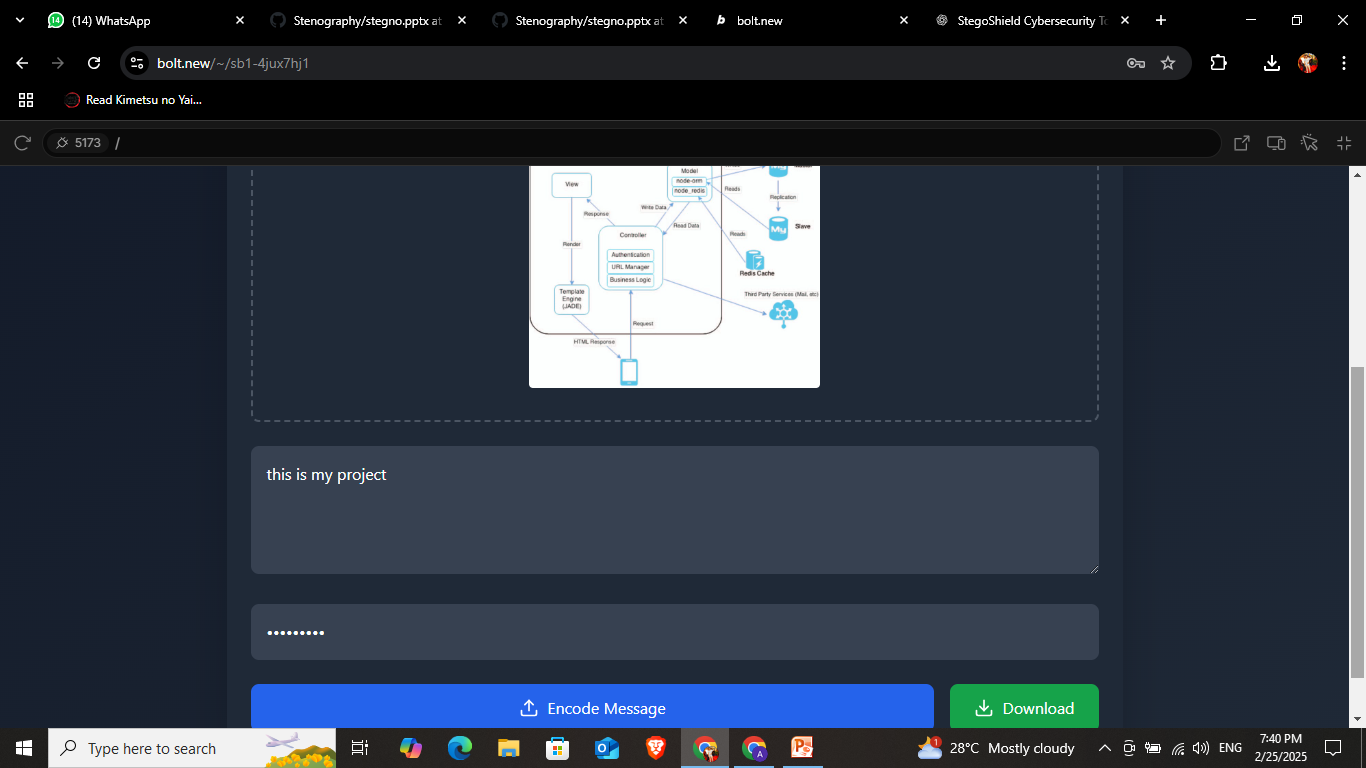 (14) WhatsApp
Stenography/stegno.pptx at
Stenography/stegno.pptx at
bolt.new
StegoShield Cybersecurity To
bolt.new/~/sb1-4jux7hj1
Read Kimetsu no Yai...
5173 /
Model
node-orm
node_redis
View
Reads
Replication
Write Data
Response
Read Data
Slave
Controller
Reads
Render
Authentication
URL Manager
Business Logic
Redis Cache
Template
Engine
(JADE)
Third Party Services (Mail, etc)
Request
HTML Response
this is my project
•••••••••
Encode Message
Download
Type here to search
28°C Mostly cloudy
ENG
7:40 PM
2/25/2025